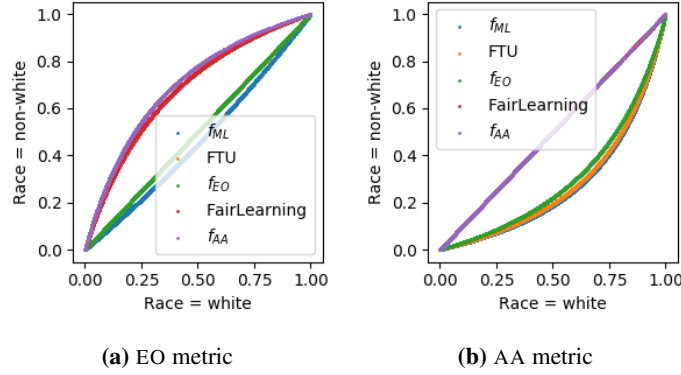 1.0
0.8
0.6
0.4
0.2
0.0
Race = non-white
f_ML
FTU
f_EO
FairLearning
f_AA
0.00 0.25 0.50 0.75 1.00
Race = white
(a) EO metric
1.0
0.8
0.6
0.4
0.2
0.0
Race = non-white
f_ML
FTU
f_EO
FairLearning
f_AA
0.00 0.25 0.50 0.75 1.00
Race = white
(b) AA metric